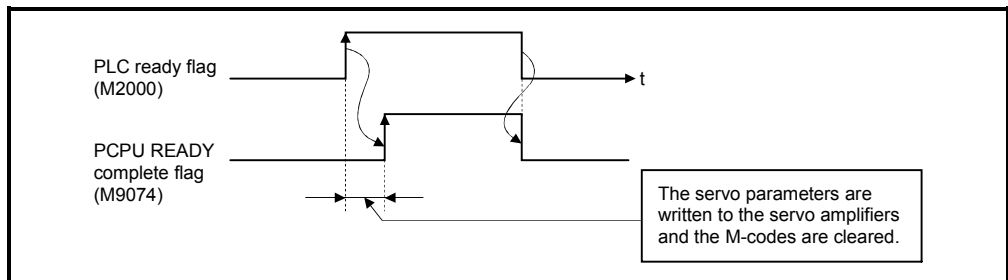 PLC ready flag
(M2000)
t
PCPU READY
complete flag
(M9074)
The servo parameters are
written to the servo amplifiers
and the M-codes are cleared.